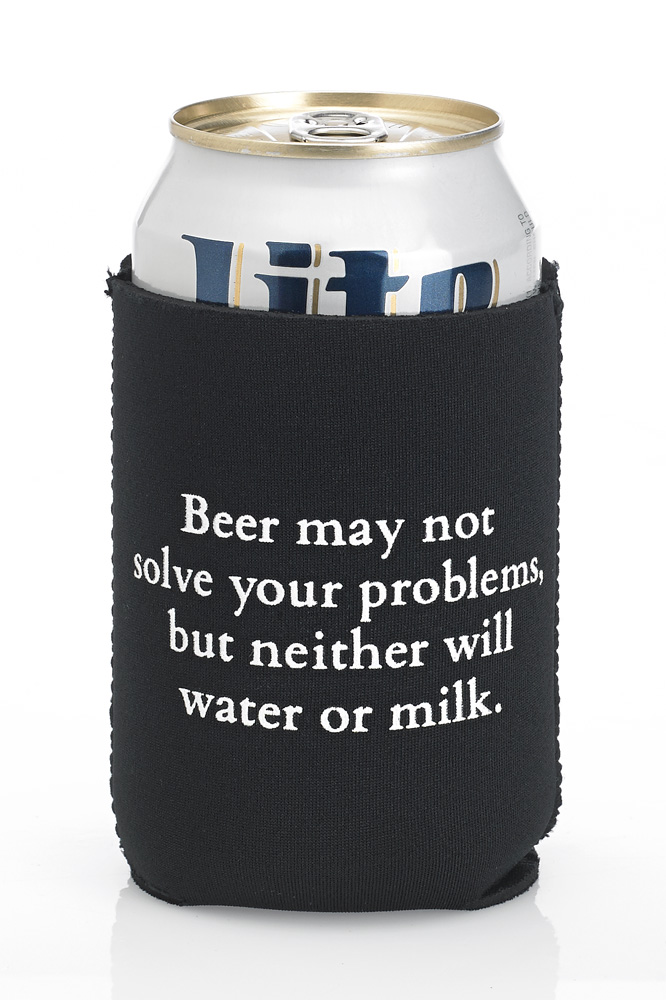 lite
Beer may not
solve your problems,
but neither will
water or milk.